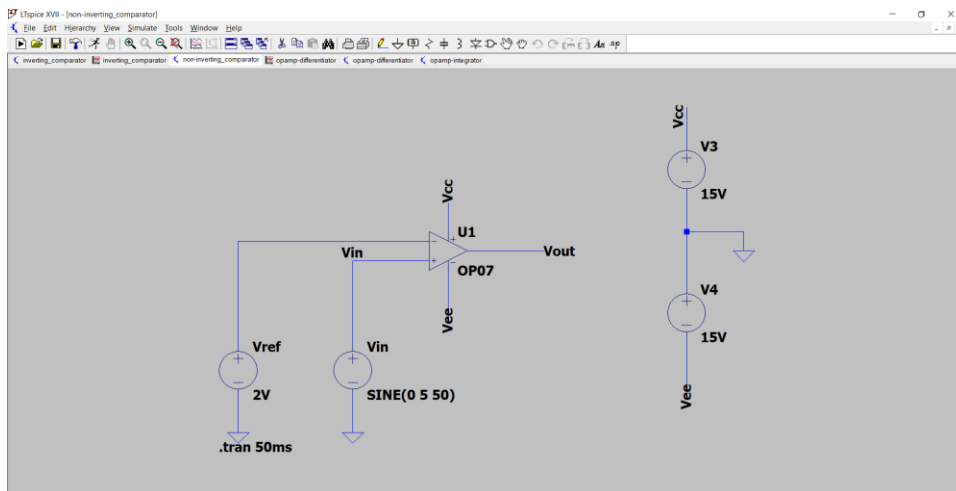 LTspice XVII - [non-inverting_comparator]
File Edit Hierarchy View Simulate Tools Window Help
inverting_comparator inverting_comparator non-inverting_comparator opamp-differentiator opamp-differentiator opamp-integrator
Vcc
V3
15V
Vcc
U1
Vin
Vout
OP07
Vee
V4
15V
Vref
Vin
2V
SINE(0 5 50)
Vee
.tran 50ms